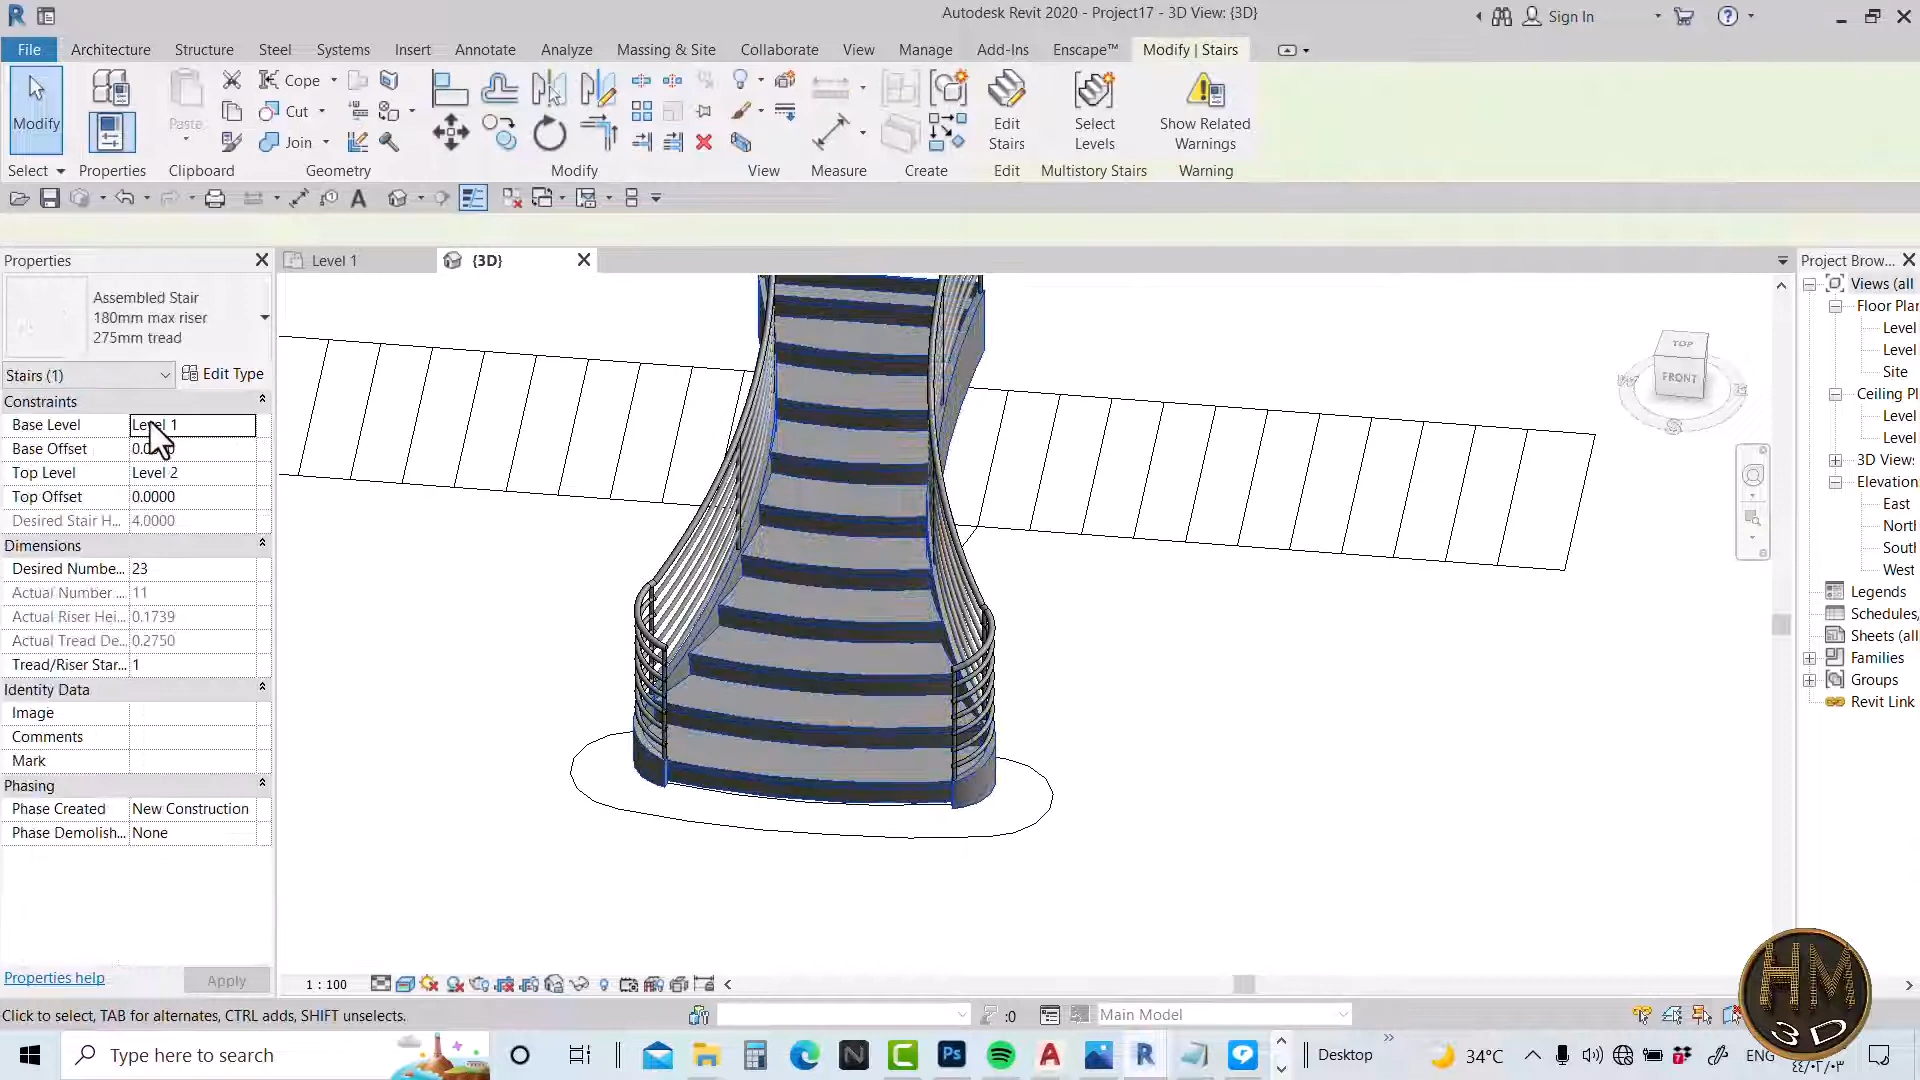 Autodesk Revit 2020 - Project17 - 3D View: {3D}
Sign In
File Architecture Structure Steel Systems Insert Annotate Analyze Massing & Site Collaborate View Manage Add-Ins Enscape™ Modify | Stairs
Modify
Paste
Cope
Cut
Join
Edit Stairs
Select Levels
Show Related Warnings
Select Properties Clipboard Geometry Modify View Measure Create Edit Multistory Stairs Warning
Properties
Level 1
{3D}
Project Brow...
Assembled Stair
180mm max riser
275mm tread
Stairs (1)
Edit Type
Constraints
Base Level Level 1
Base Offset
Top Level Level 2
Top Offset 0.0000
Desired Stair H... 4.0000
Dimensions
Desired Numbe... 23
Actual Number ... 11
Actual Riser Hei... 0.1739
Actual Tread De... 0.2750
Tread/Riser Star... 1
Identity Data
Image
Comments
Mark
Phasing
Phase Created New Construction
Phase Demolish... None
Properties help
Apply
TOP
FRONT
S
Views (all
Floor Plar
Level
Level
Site
Ceiling Pl
Level
Level
3D Views
Elevation
East
North
South
West
Legends
Schedules,
Sheets (all
Families
Groups
Revit Link
1 : 100
Click to select, TAB for alternates, CTRL adds, SHIFT unselects.
:0
Main Model
HM
3D
Type here to search
Desktop
34°C
ENG
٤٤/٠٢/٠٣